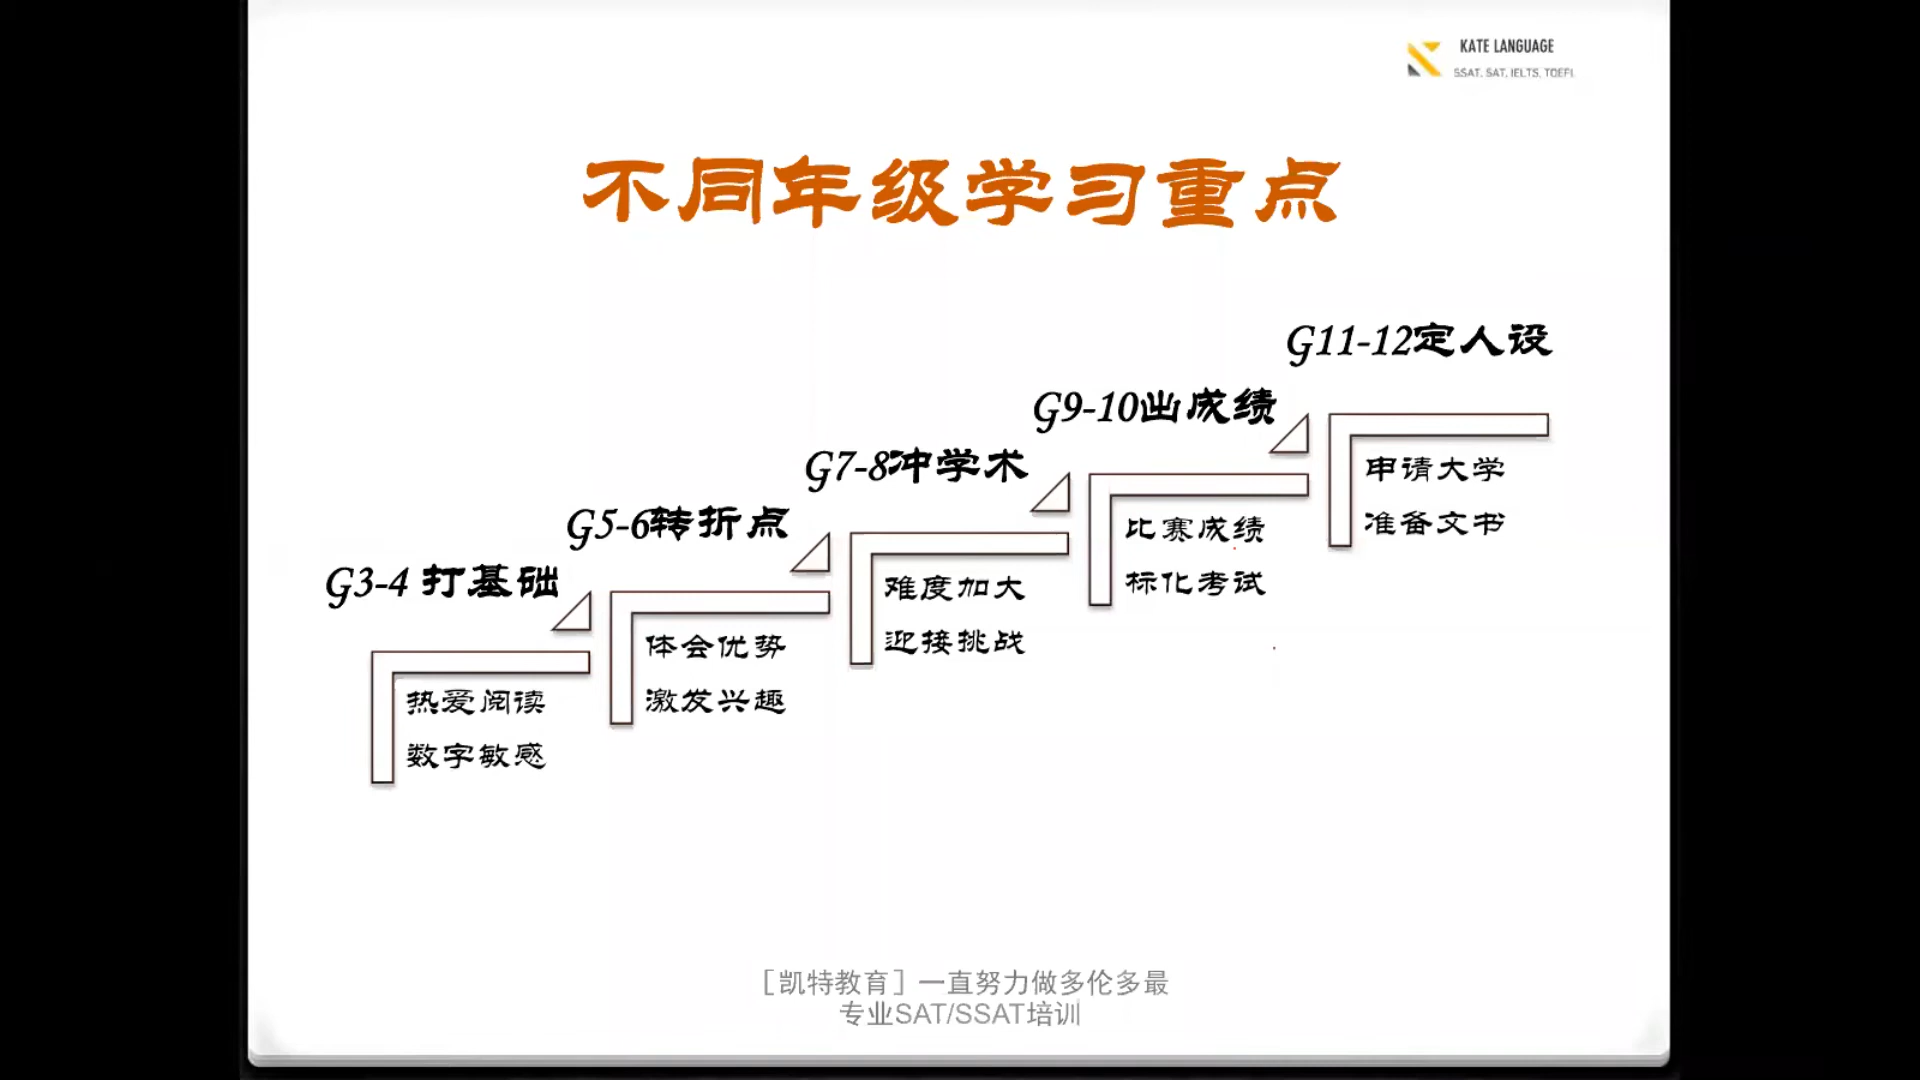 KATE LANGUAGE
SSAT, SAT, IELTS, TOEFL
不同年级学习重点
G3-4 打基础
热爱阅读
数字敏感
G5-6转折点
体会优势
激发兴趣
G7-8冲学术
难度加大
迎接挑战
G9-10出成绩
比赛成绩
标化考试
G11-12定人设
申请大学
准备文书
［凯特教育］一直努力做多伦多最
专业SAT/SSAT培训